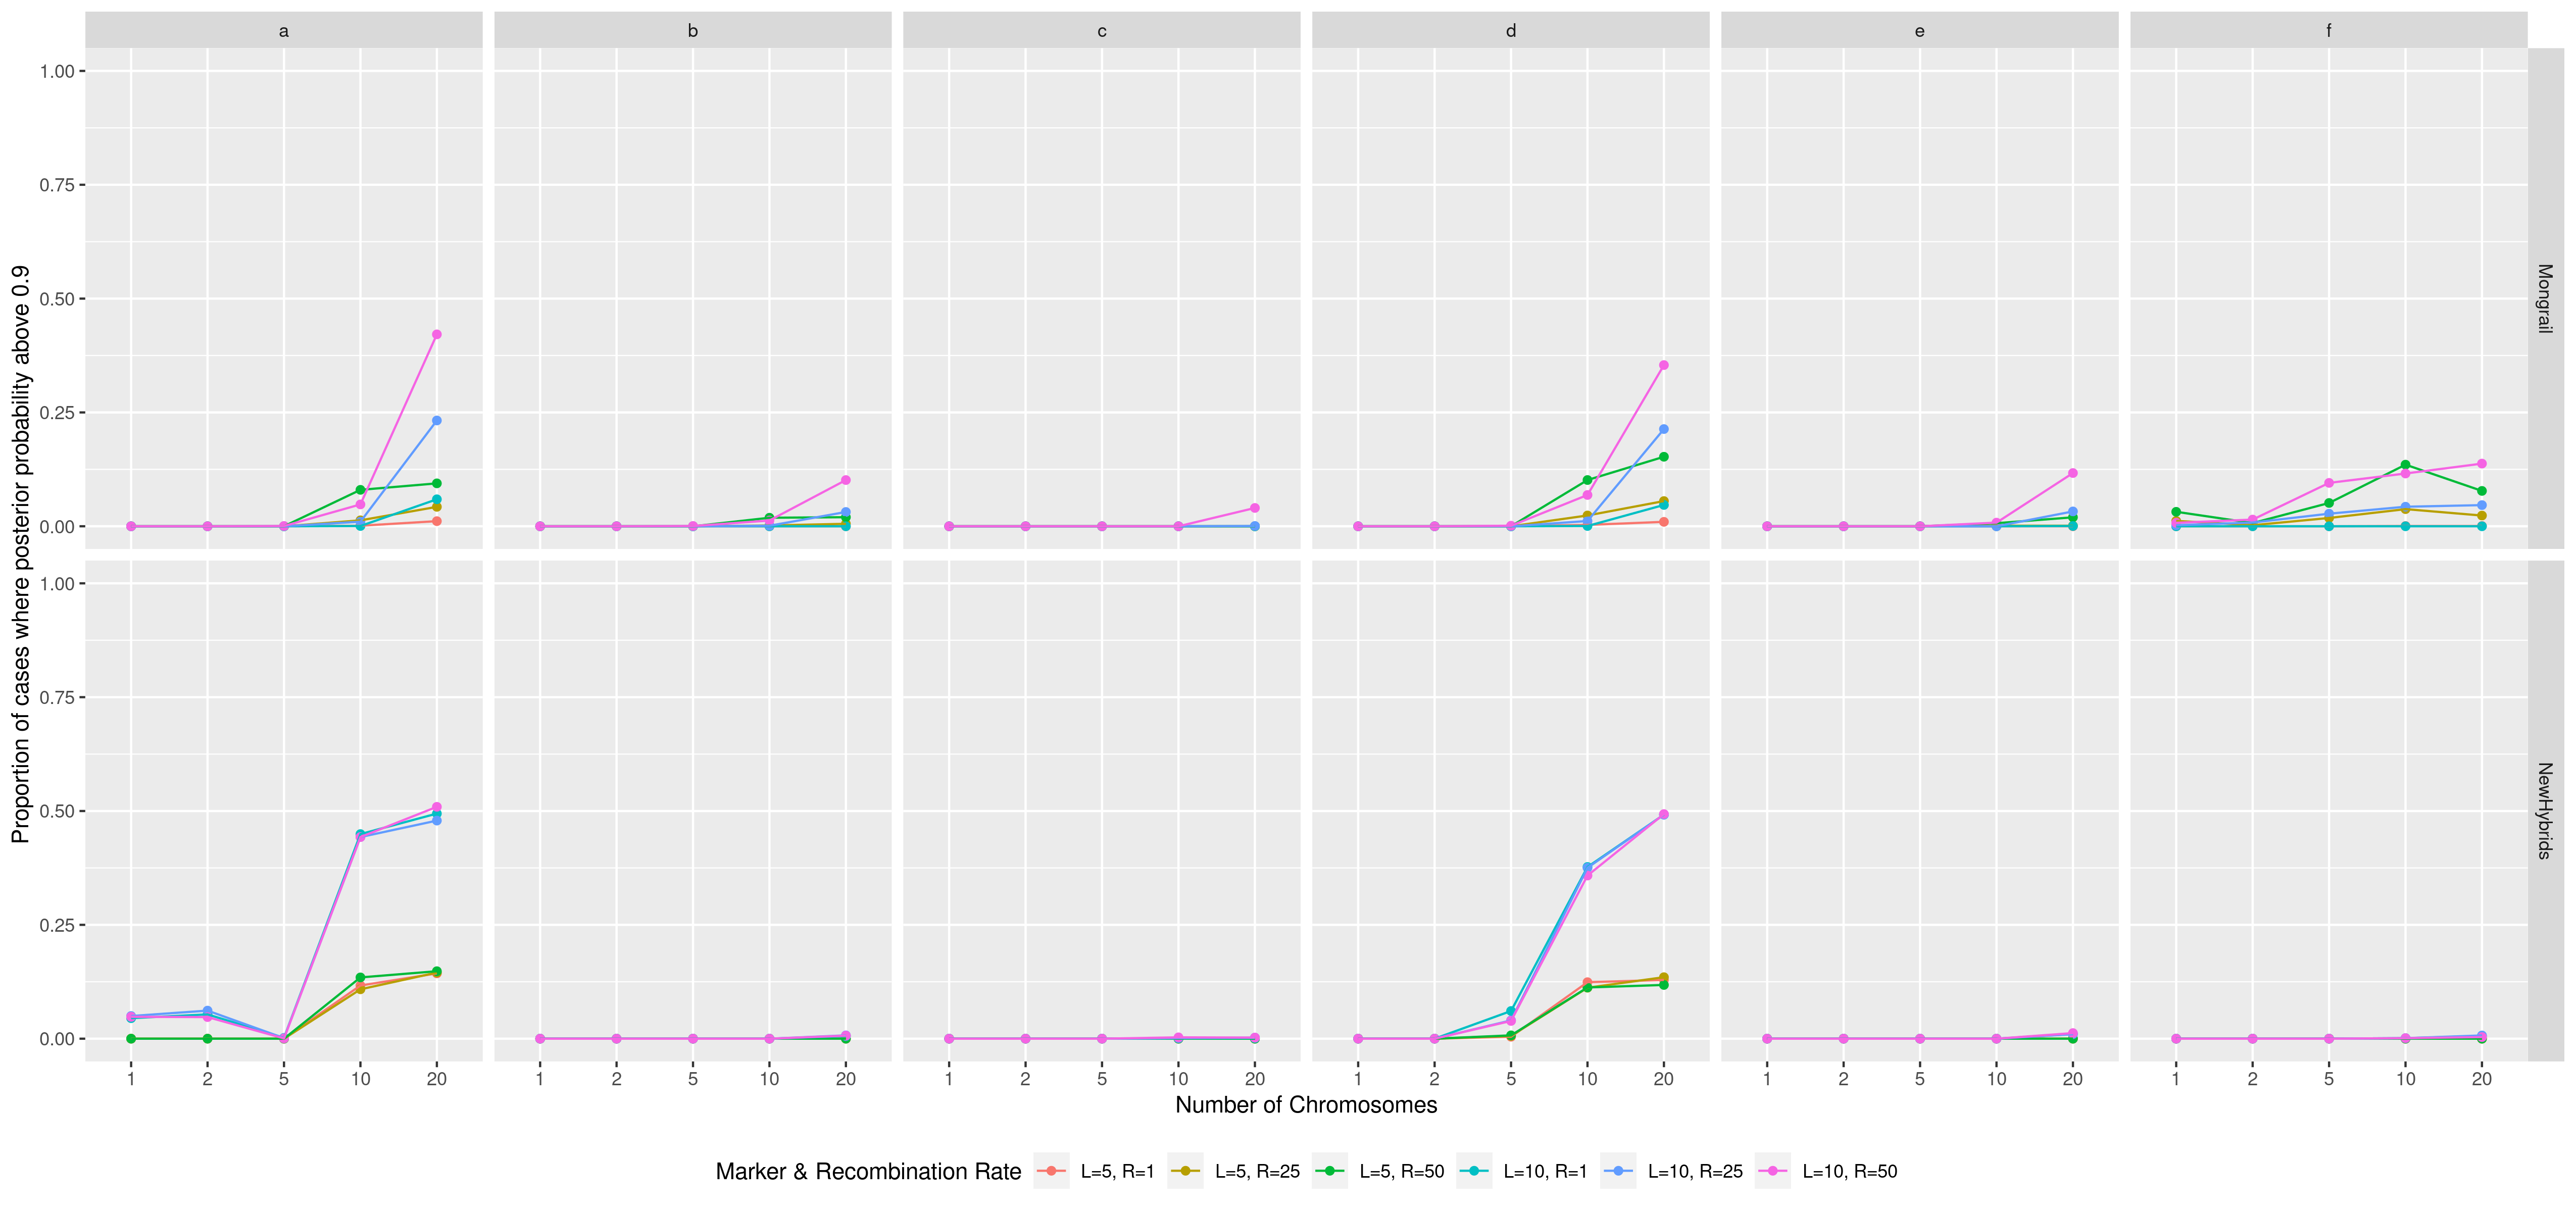 a b c d e f
Proportion of cases where posterior probability above 0.9
1.00
0.75
0.50
0.25
0.00
Mongrail
1.00
0.75
0.50
0.25
0.00
NewHybrids
1 2 5 10 20 1 2 5 10 20 1 2 5 10 20 1 2 5 10 20 1 2 5 10 20 1 2 5 10 20
Number of Chromosomes
Marker & Recombination Rate L=5, R=1 L=5, R=25 L=5, R=50 L=10, R=1 L=10, R=25 L=10, R=50